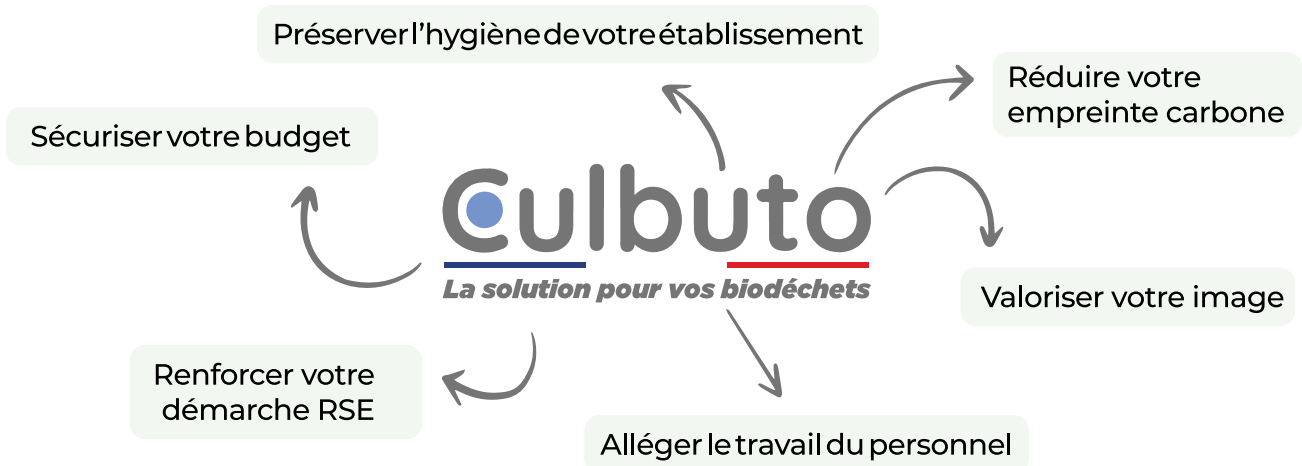 Préserver l’hygiène de votre établissement
Réduire votre
empreinte carbone
Sécuriser votre budget
Culbuto
La solution pour vos biodéchets
Valoriser votre image
Renforcer votre
démarche RSE
Alléger le travail du personnel